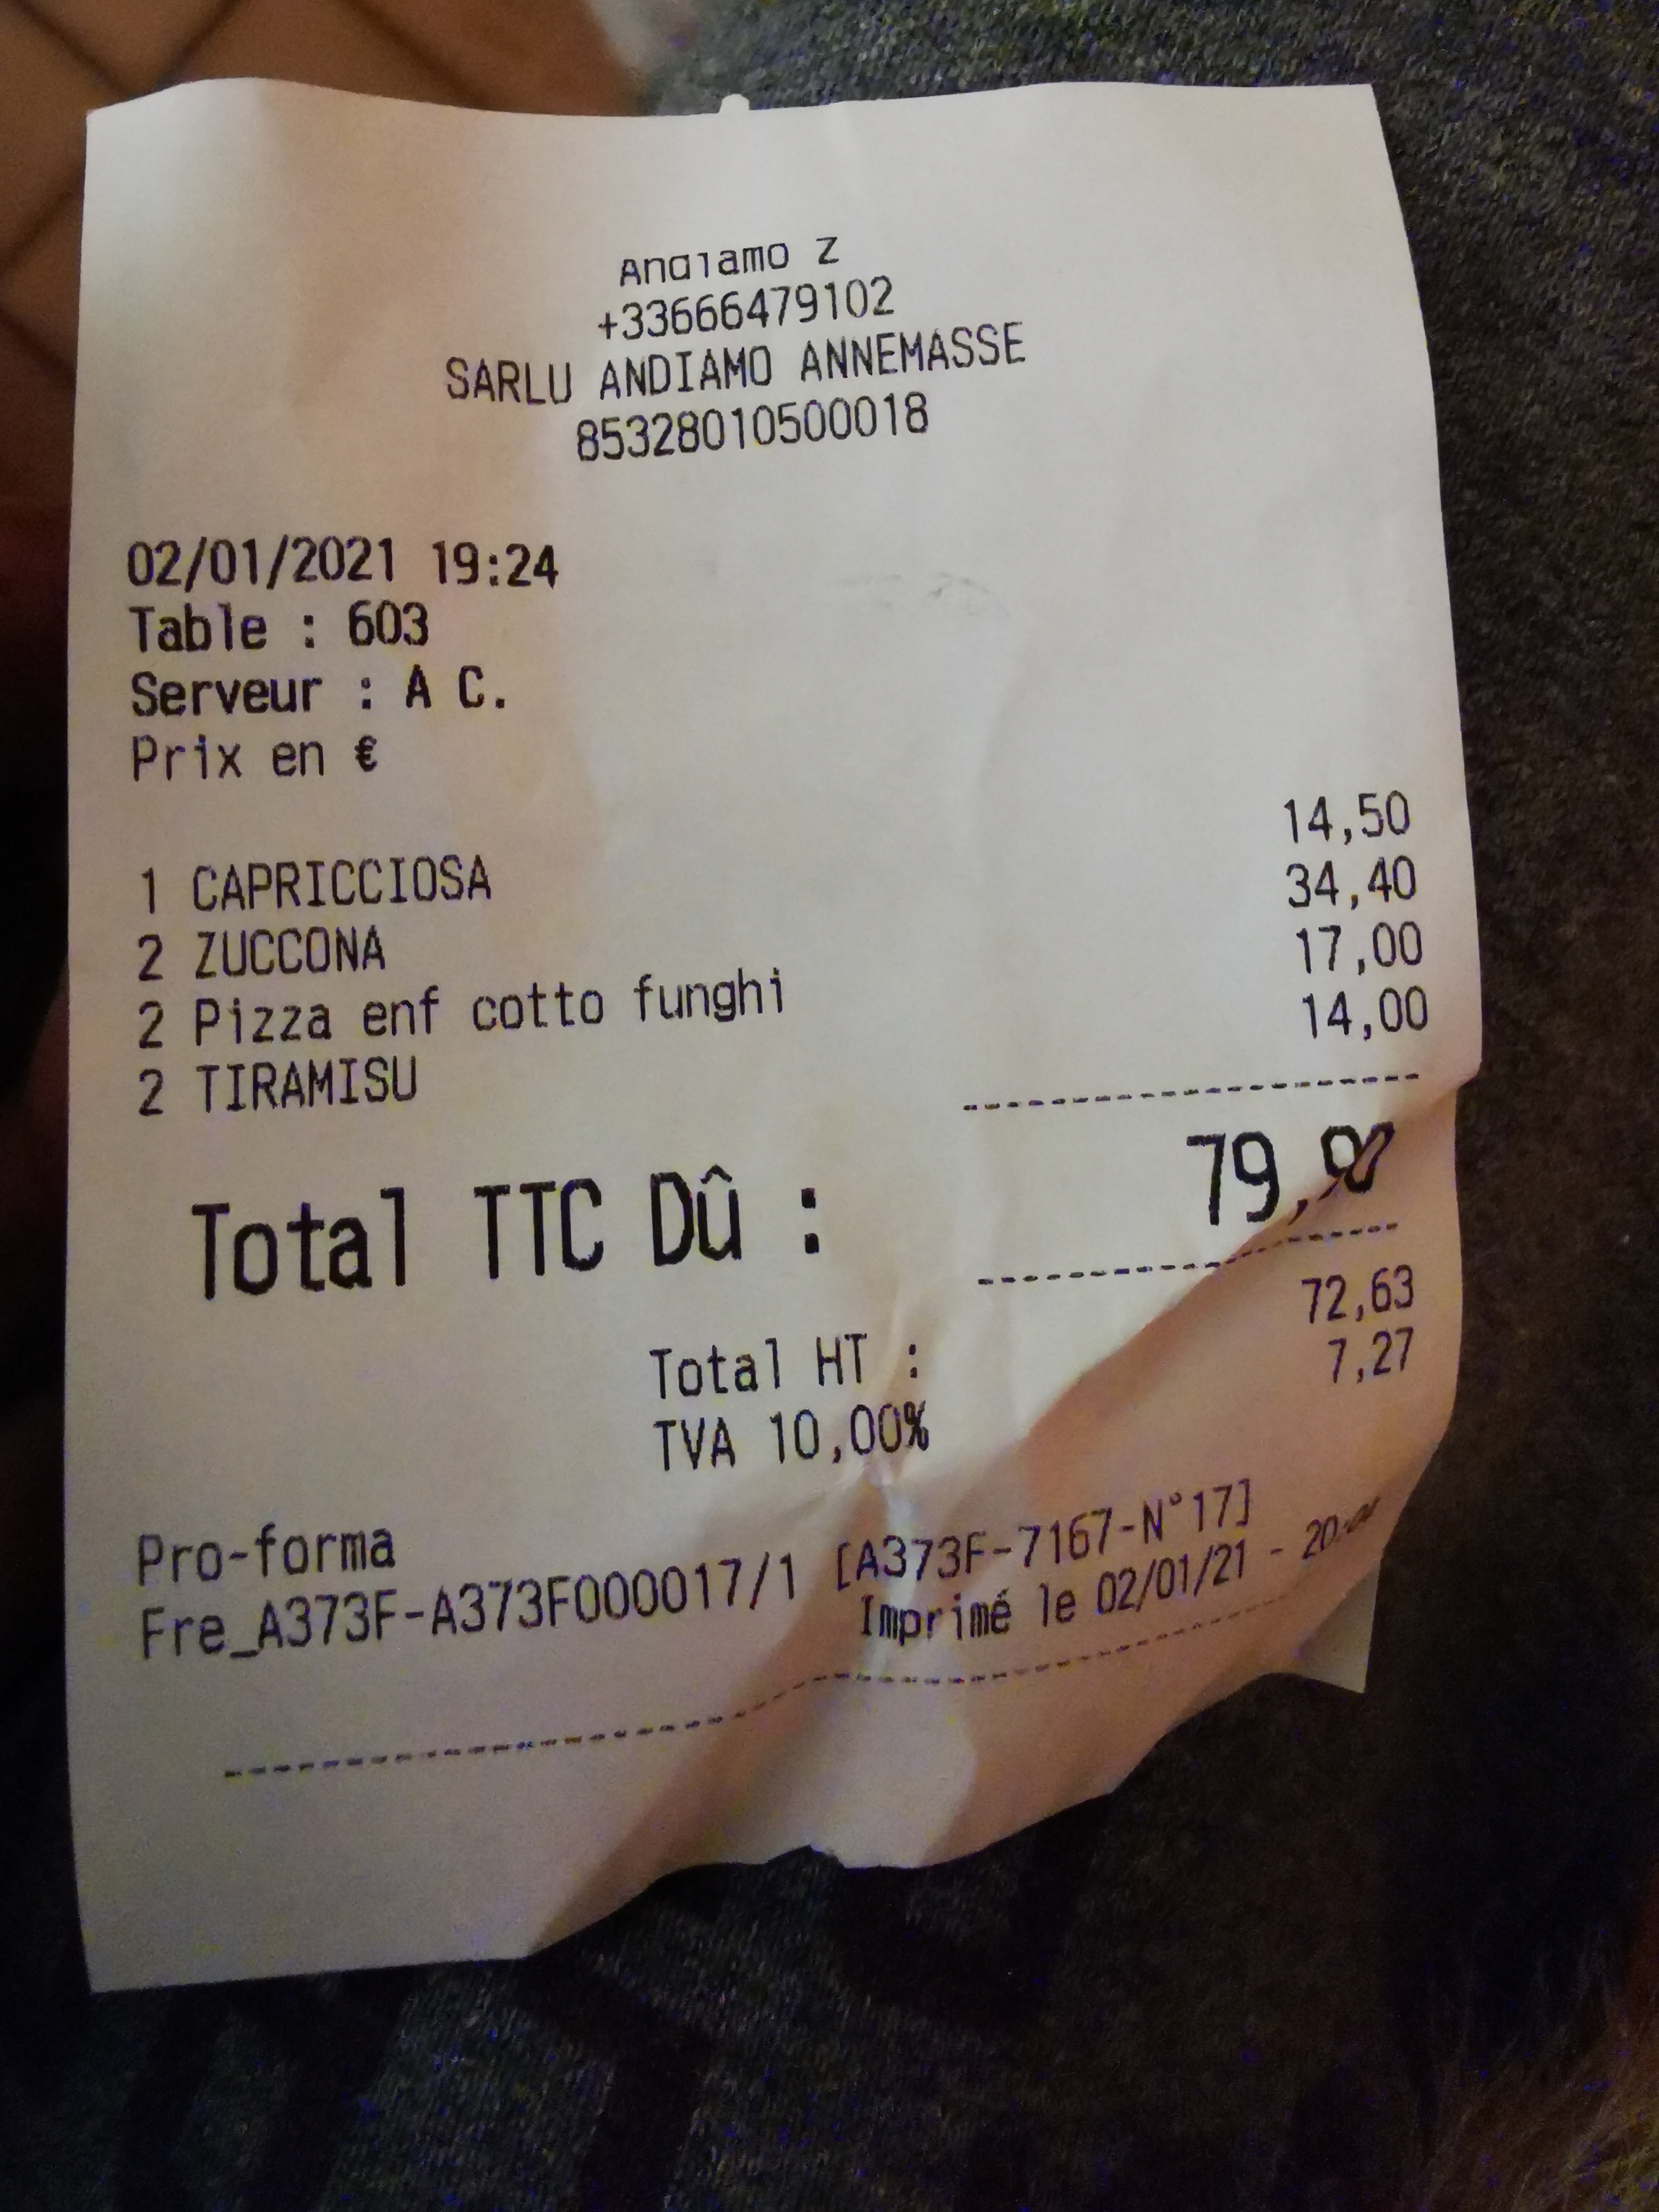 Andiamo Z
+33666479102
SARLU ANDIAMO ANNEMASSE
85328010500018
02/01/2021 19:24
Table : 603
Serveur : A C.
Prix en €
1 CAPRICCIOSA 14,50
2 ZUCCONA 34,40
2 Pizza enf cotto funghi 17,00
2 TIRAMISU 14,00
Total TTC Dû : 79,90
Total HT : 72,63
TVA 10,00% 7,27
Pro-forma
Fre_A373F-A373F000017/1 [A373F-7167-N°17]
Imprimé le 02/01/21 -